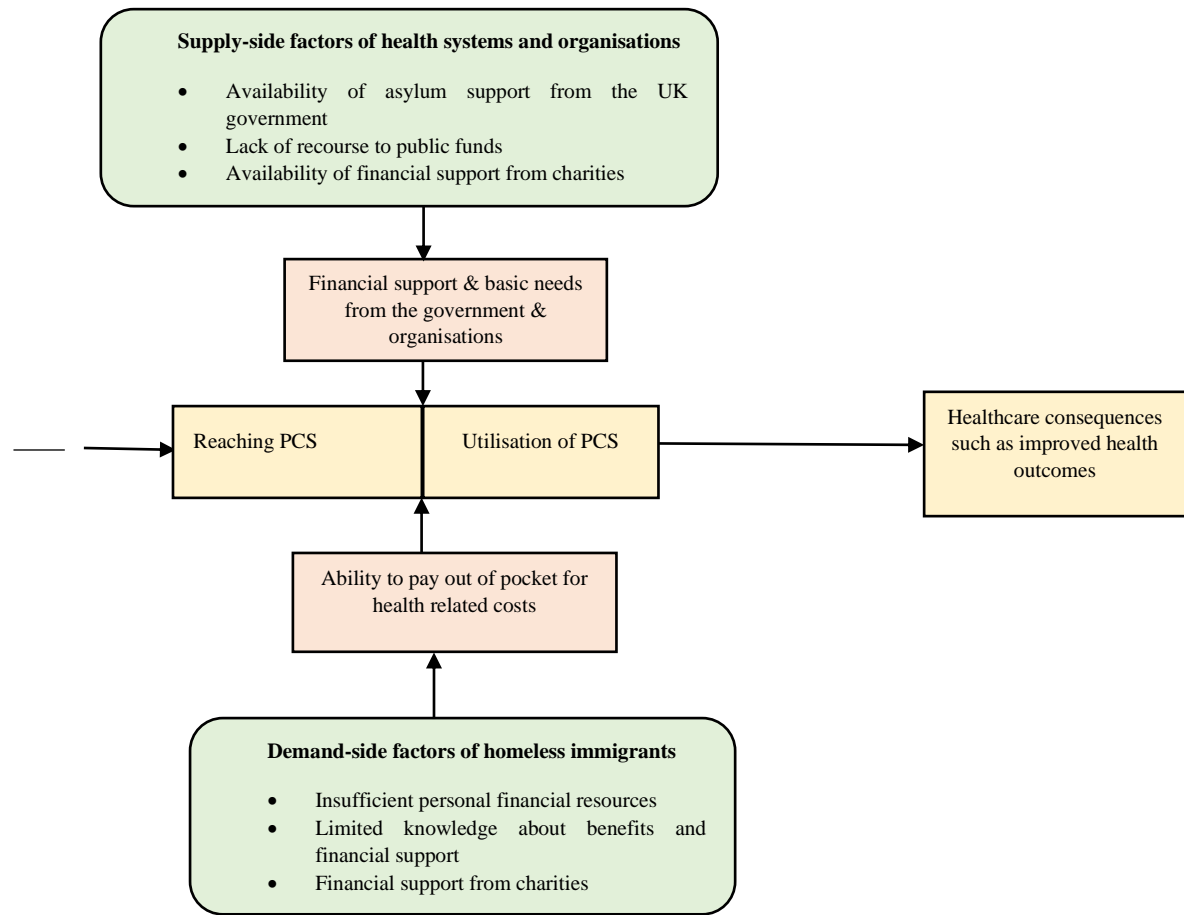 Supply-side factors of health systems and organisations
• Availability of asylum support from the UK
government
• Lack of recourse to public funds
• Availability of financial support from charities
Financial support & basic needs
from the government &
organisations
Reaching PCS
Utilisation of PCS
Healthcare consequences
such as improved health
outcomes
Ability to pay out of pocket for
health related costs
Demand-side factors of homeless immigrants
• Insufficient personal financial resources
• Limited knowledge about benefits and
financial support
• Financial support from charities